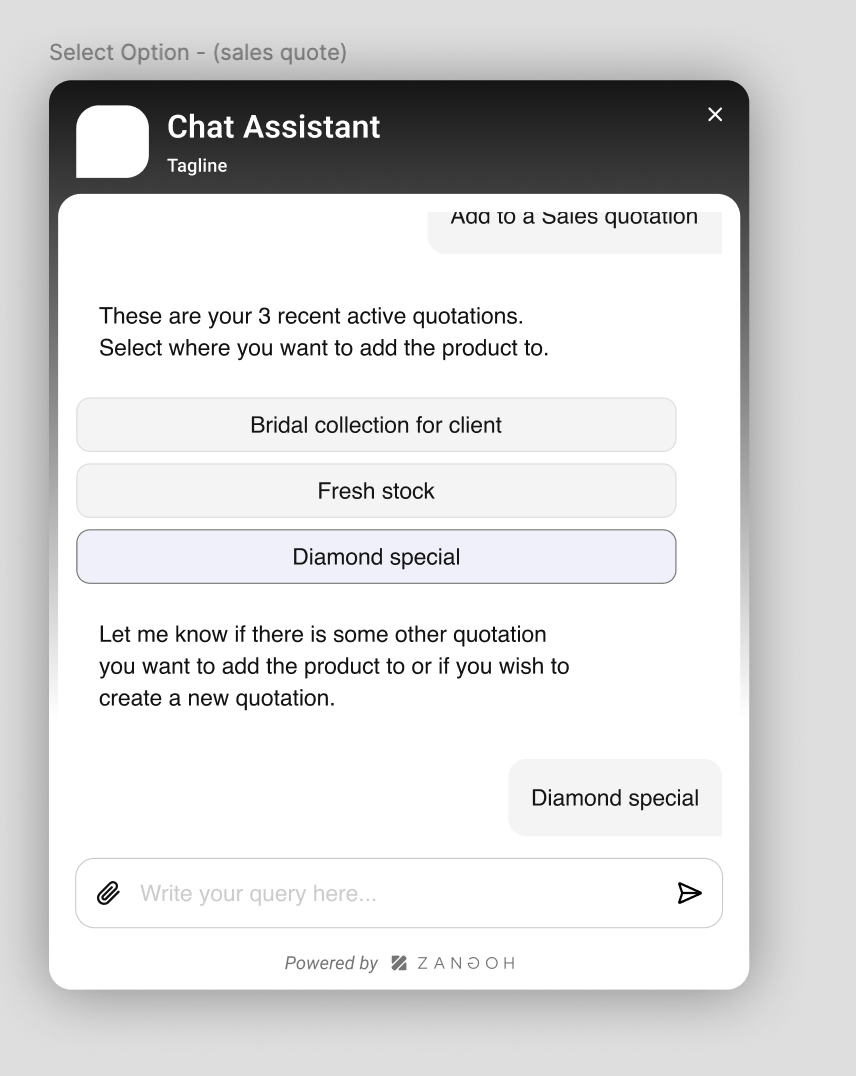 Select Option - (sales quote)
Chat Assistant
Tagline
Add to a Sales quotation
These are your 3 recent active quotations.
Select where you want to add the product to.
Bridal collection for client
Fresh stock
Diamond special
Let me know if there is some other quotation
you want to add the product to or if you wish to
create a new quotation.
Diamond special
Write your query here...
Powered by ZANGOH